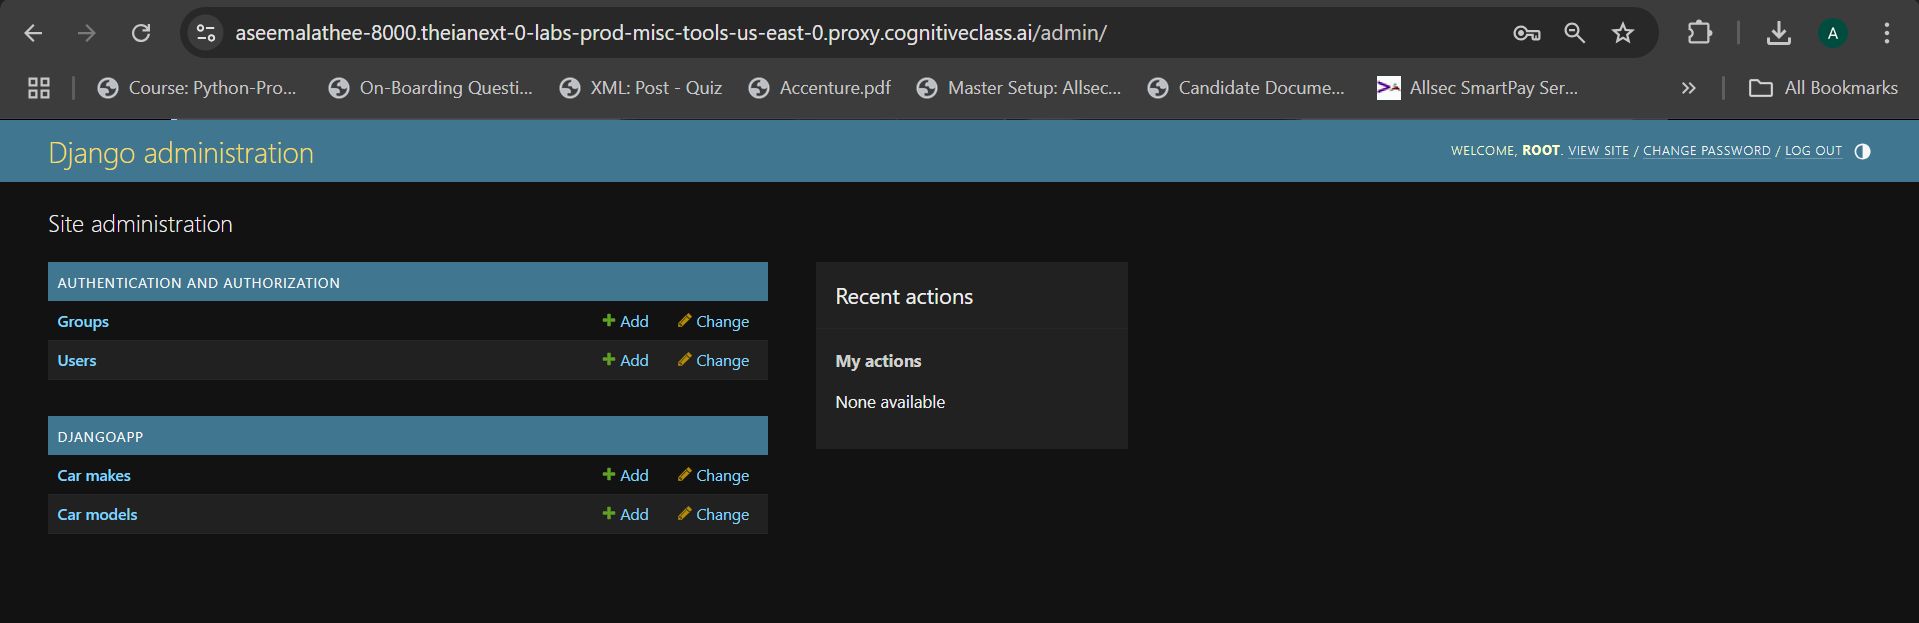 aseemalathee-8000.theianext-0-labs-prod-misc-tools-us-east-0.proxy.cognitiveclass.ai/admin/
A
Course: Python-Pro... On-Boarding Questi... XML: Post - Quiz Accenture.pdf Master Setup: Allsec... Candidate Docume... Allsec SmartPay Ser... » All Bookmarks
Django administration
WELCOME, ROOT. VIEW SITE / CHANGE PASSWORD / LOG OUT
Site administration
AUTHENTICATION AND AUTHORIZATION
Groups Add Change
Users Add Change
DJANGOAPP
Car makes Add Change
Car models Add Change
Recent actions
My actions
None available